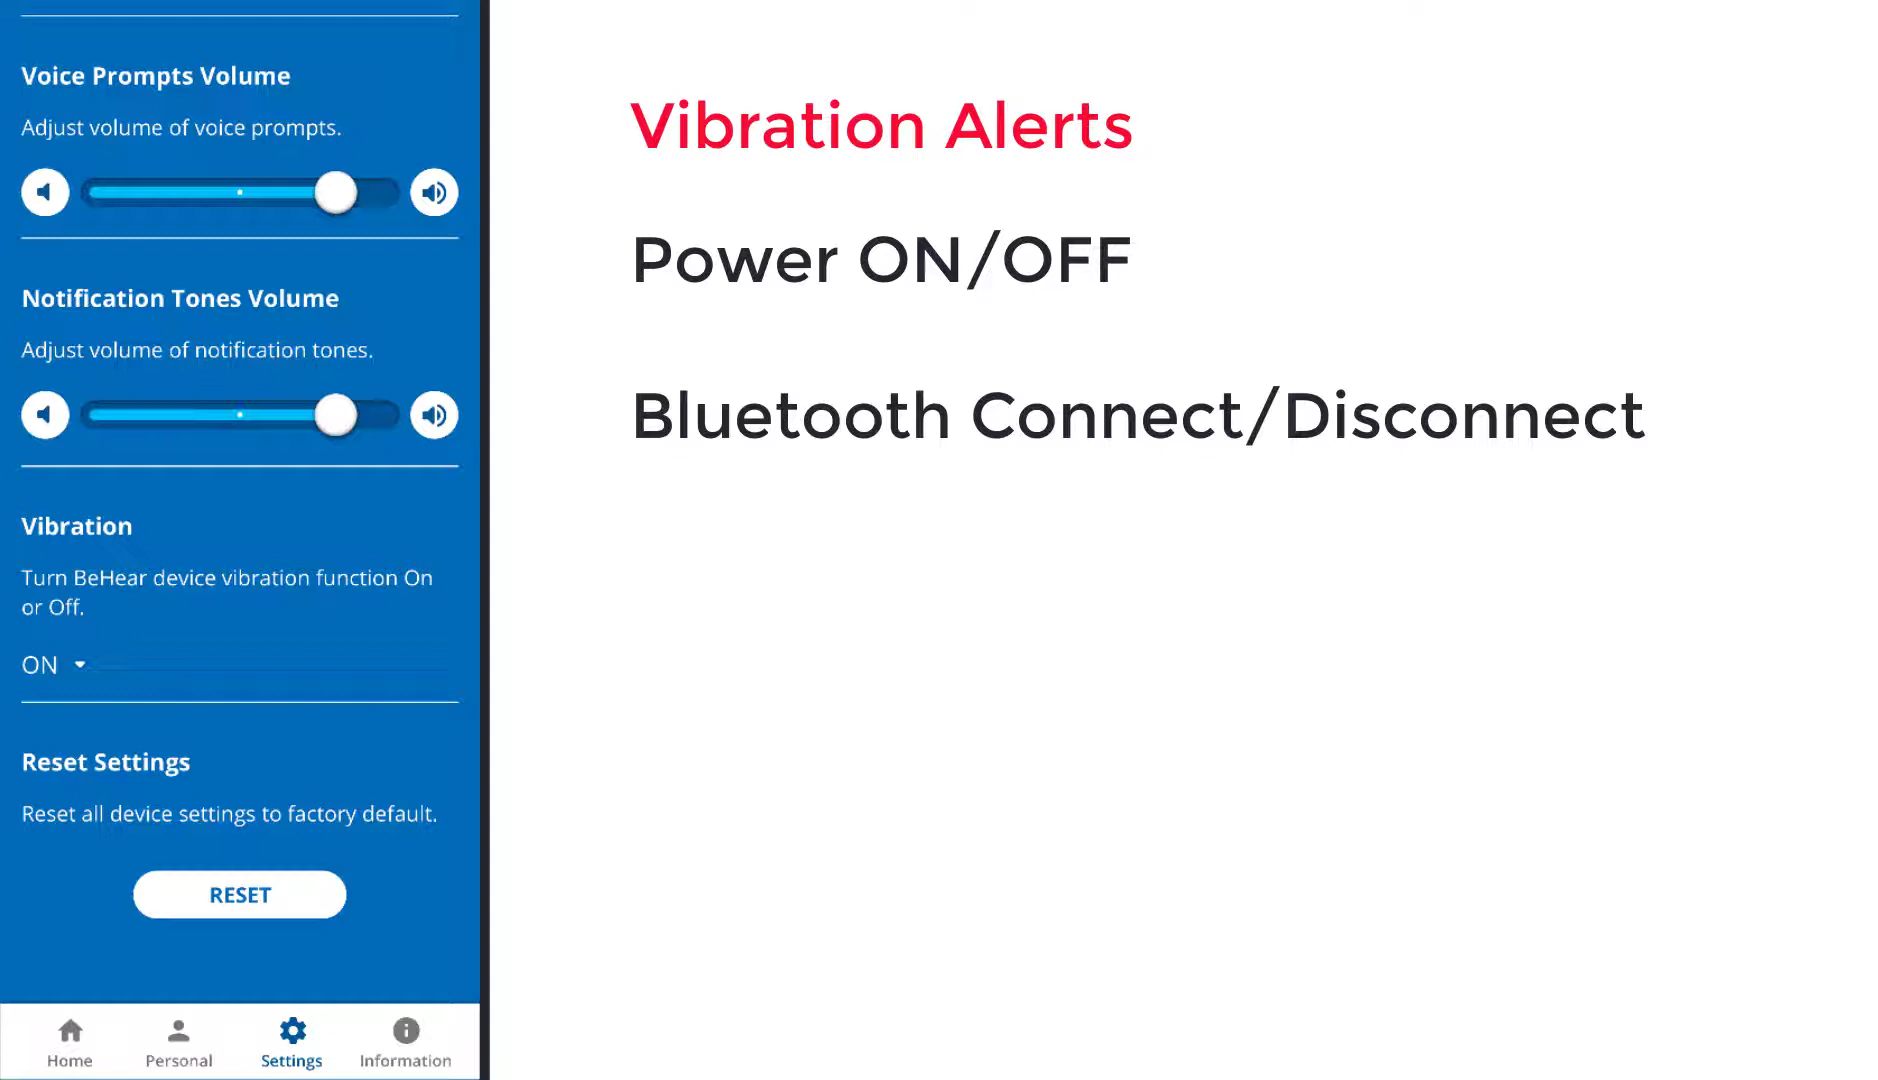 Voice Prompts Volume
Adjust volume of voice prompts.
Notification Tones Volume
Adjust volume of notification tones.
Vibration
Turn BeHear device vibration function On
or Off.
ON
Reset Settings
Reset all device settings to factory default.
RESET
Home
Personal
Settings
Information
Vibration Alerts
Power ON/OFF
Bluetooth Connect/Disconnect